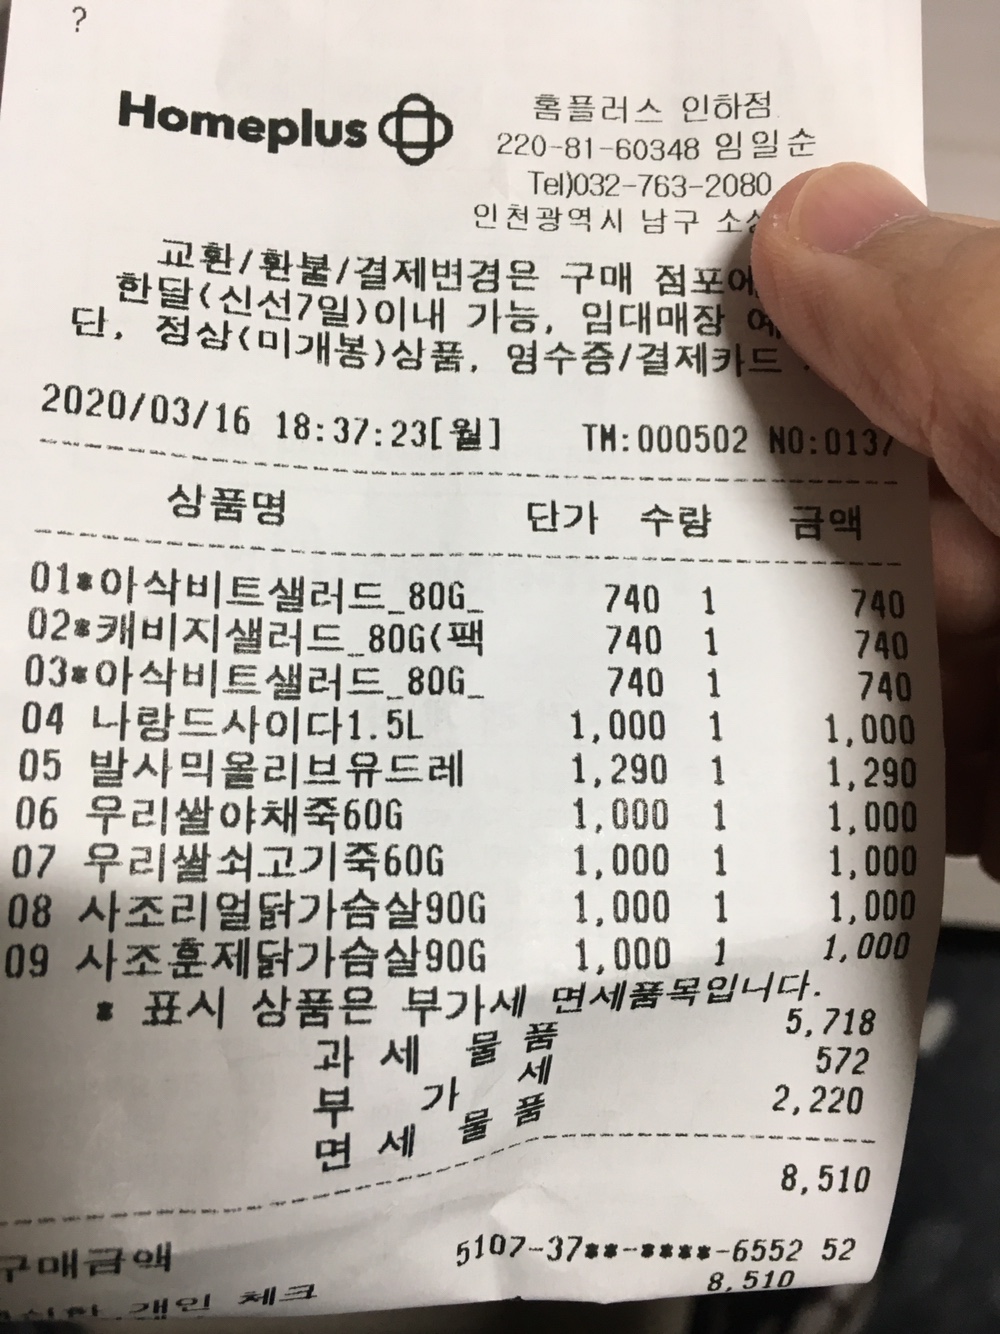 ?
Homeplus
홈플러스 인하점
220-81-60348 임일순
Tel)032-763-2080
인천광역시 남구
교환/환불/결제변경은 구매 점포에
한달(신선7일)이내 가능, 임대매장
단, 정상(미개봉)상품, 영수증/결제카드
2020/03/16 18:37:23[월] TM:000502 NO:0137
상품명 단가 수량 금액
01*아삭비트샐러드_80G_ 740 1 740
02*캐비지샐러드_80G(팩 740 1 740
03*아삭비트샐러드_80G_ 740 1 740
04 나랑드사이다1.5L 1,000 1 1,000
05 발사믹올리브유드레 1,290 1 1,290
06 우리쌀야채죽60G 1,000 1 1,000
07 우리쌀쇠고기죽60G 1,000 1 1,000
08 사조리얼닭가슴살90G 1,000 1 1,000
09 사조훈제닭가슴살90G 1,000 1 1,000
* 표시 상품은 부가세 면세품목입니다.
과 세 물 품 5,718
부 가 세 572
면 세 물 품 2,220
8,510
구매금액
5107-37**-****-6552 52
개인 체크 8,510